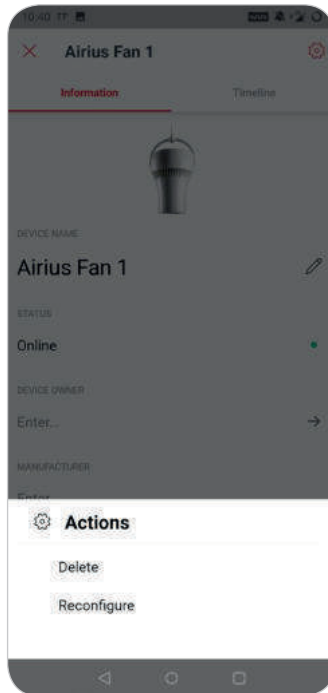 10:40
Airius Fan 1
Information Timeline
DEVICE NAME
Airius Fan 1
STATUS
Online
DEVICE OWNER
Enter...
MANUFACTURER
Enter
Actions
Delete
Reconfigure